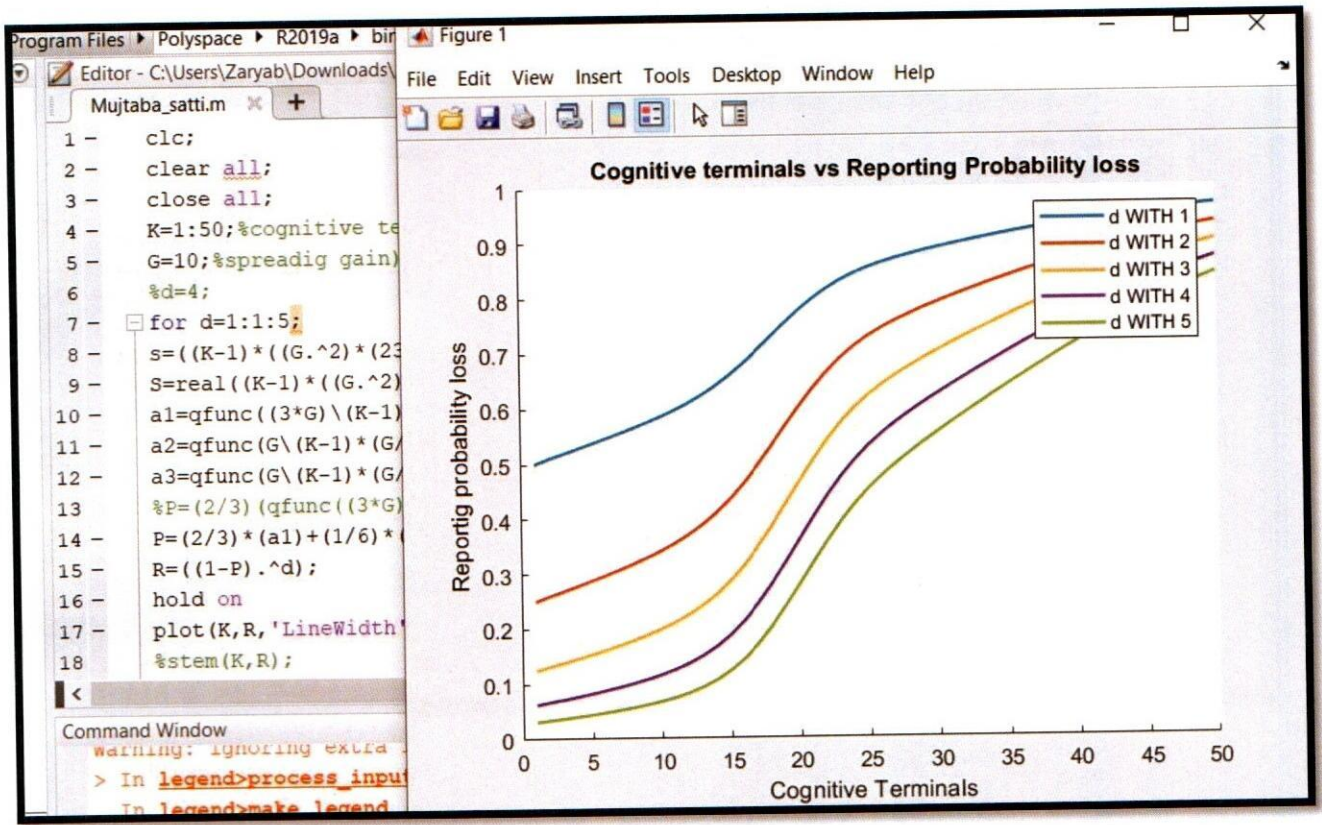 Program Files ▸ Polyspace ▸ R2019a ▸ bin
Editor - C:\Users\Zaryab\Downloads\
Mujtaba_satti.m
1 - clc;
2 - clear all;
3 - close all;
4 - K=1:50;%cognitive te
5 - G=10;%spreadig gain)
6 %d=4;
7 - for d=1:1:5;
8 - s=((K-1)*((G.^2)*(23
9 - S=real((K-1)*((G.^2)
10 - a1=qfunc((3*G)\(K-1)
11 - a2=qfunc(G\(K-1)*(G/
12 - a3=qfunc(G\(K-1)*(G/
13 %P=(2/3)(qfunc((3*G)
14 - P=(2/3)*(a1)+(1/6)*(
15 - R=((1-P).^d);
16 - hold on
17 - plot(K,R,'LineWidth'
18 %stem(K,R);
Command Window
Warning: Ignoring extra
> In legend>process_input
In legend>make_legend
Figure 1
File Edit View Insert Tools Desktop Window Help
Cognitive terminals vs Reporting Probability loss
d WITH 1
d WITH 2
d WITH 3
d WITH 4
d WITH 5
Reportig probability loss
1
0.9
0.8
0.7
0.6
0.5
0.4
0.3
0.2
0.1
0
0 5 10 15 20 25 30 35 40 45 50
Cognitive Terminals